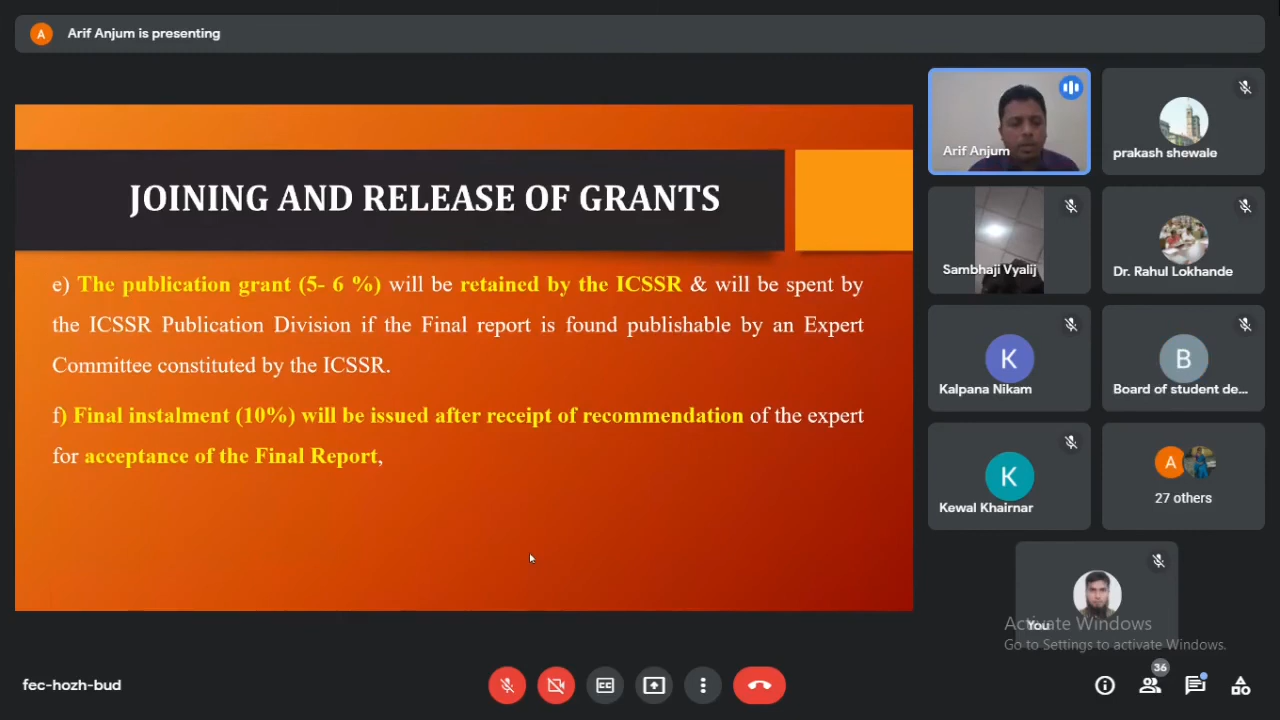 A Arif Anjum is presenting
JOINING AND RELEASE OF GRANTS
e) The publication grant (5- 6 %) will be retained by the ICSSR & will be spent by
the ICSSR Publication Division if the Final report is found publishable by an Expert
Committee constituted by the ICSSR.
f) Final instalment (10%) will be issued after receipt of recommendation of the expert
for acceptance of the Final Report,
Arif Anjum
prakash shewale
Sambhaji Vyalij
Dr. Rahul Lokhande
K
Kalpana Nikam
B
Board of student de...
K
Kewal Khairnar
A
27 others
You
Activate Windows
Go to Settings to activate Windows.
fec-hozh-bud
CC
36